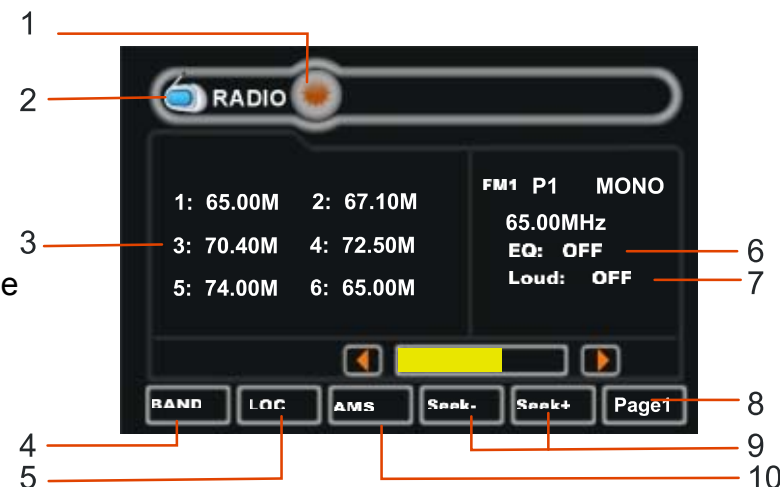 1
2
RADIO
FM1 P1 MONO
1: 65.00M 2: 67.10M
65.00MHz
3
3: 70.40M 4: 72.50M
EQ: OFF
6
e
5: 74.00M 6: 65.00M
Loud: OFF
7
BAND LOC AMS Seek- Seek+ Page1
8
4
9
5
10